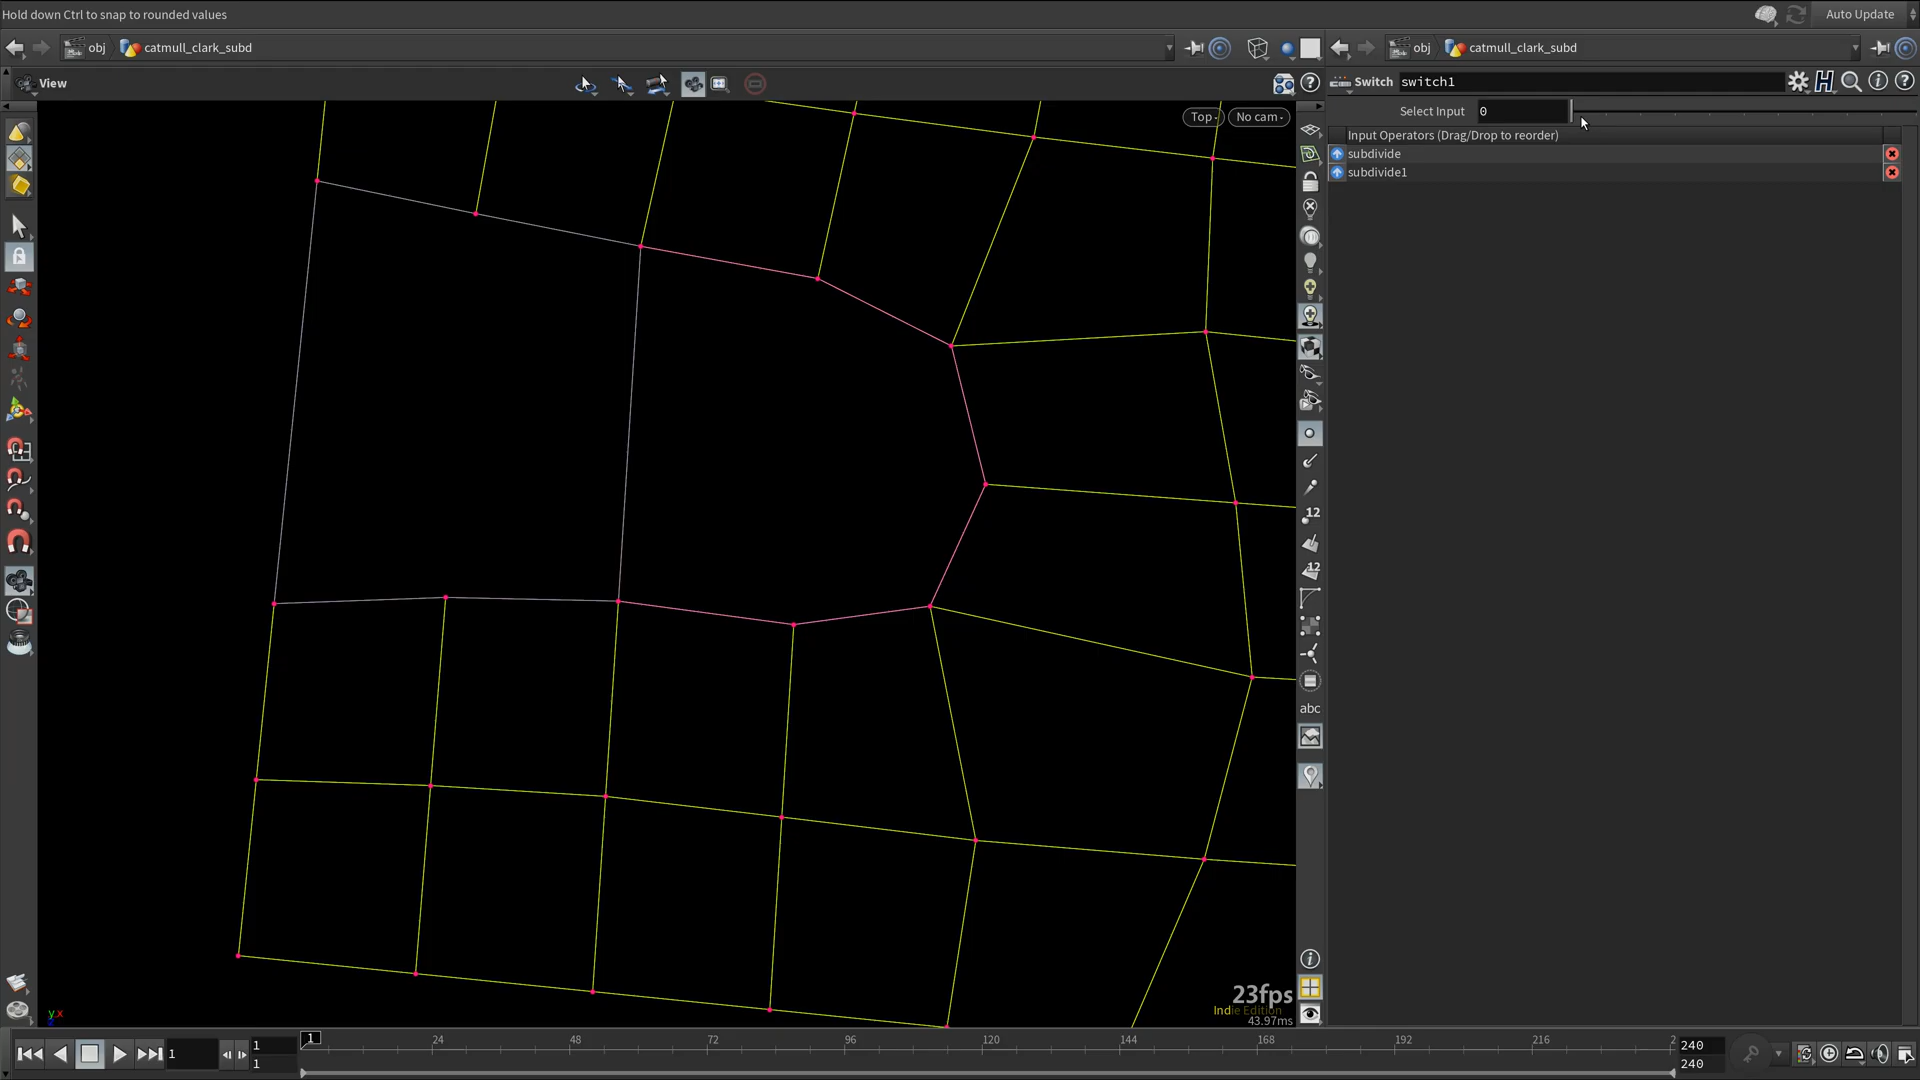 Hold down Ctrl to snap to rounded values
Auto Update
obj catmull_clark_subd
obj catmull_clark_subd
View
Switch switch1
Top No cam
Select Input 0
Input Operators (Drag/Drop to reorder)
subdivide
subdivide1
12
12
abc
23fps
Indie Edition
43.97ms
y x
1 24 48 72 96 120 144 168 192 216 2
1 1 240
1 240